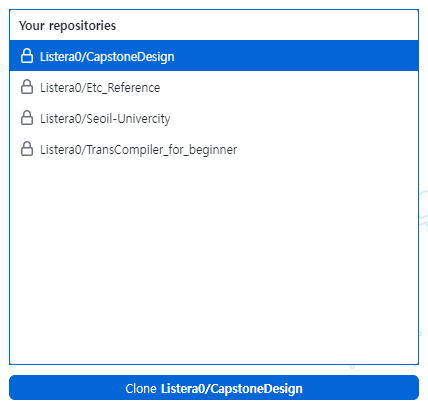 Your repositories
Listera0/CapstoneDesign
Listera0/Etc_Reference
Listera0/Seoil-Univercity
Listera0/TransCompiler_for_beginner
Clone Listera0/CapstoneDesign